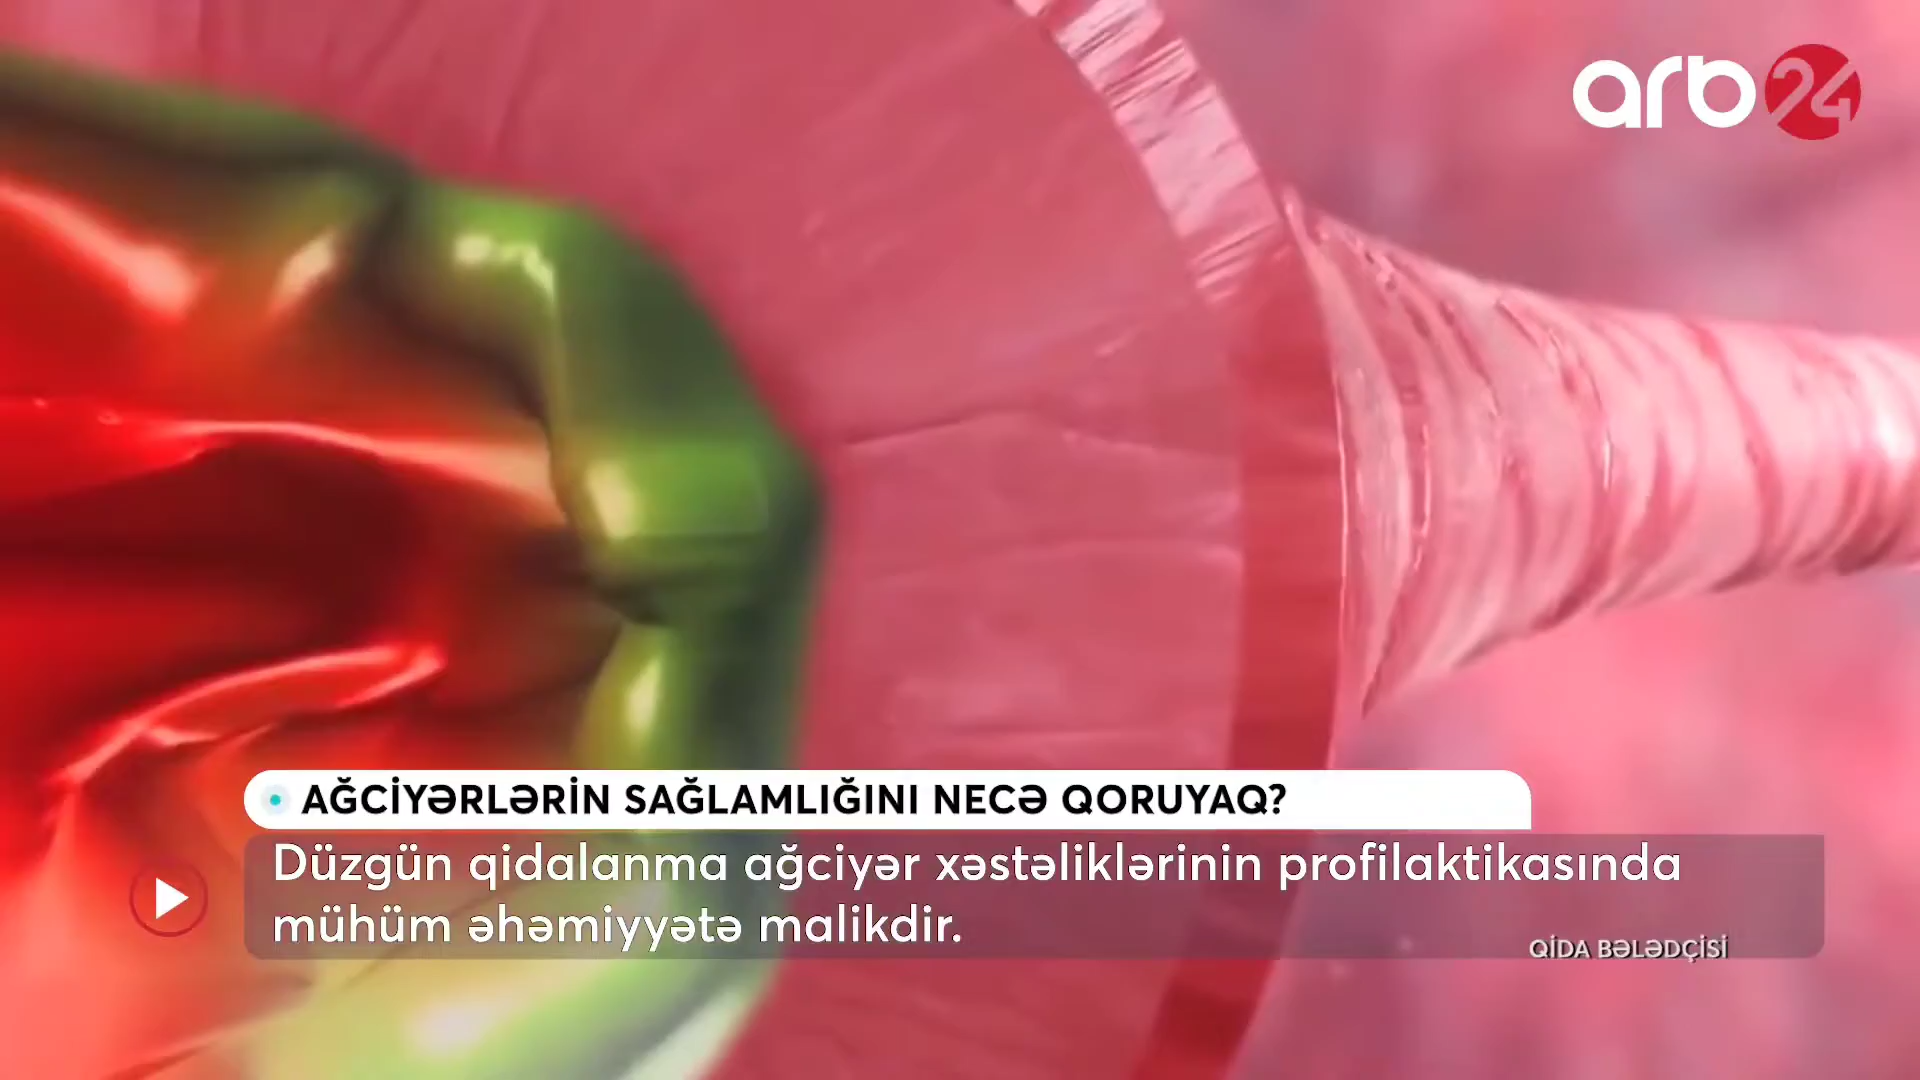 arb24
AĞCİYƏRLƏRİN SAĞLAMLIĞINI NECƏ QORUYAQ?
Düzgün qidalanma ağciyər xəstəliklərinin profilaktikasında
mühüm əhəmiyyətə malikdir.
QİDA BƏLƏDÇİSİ